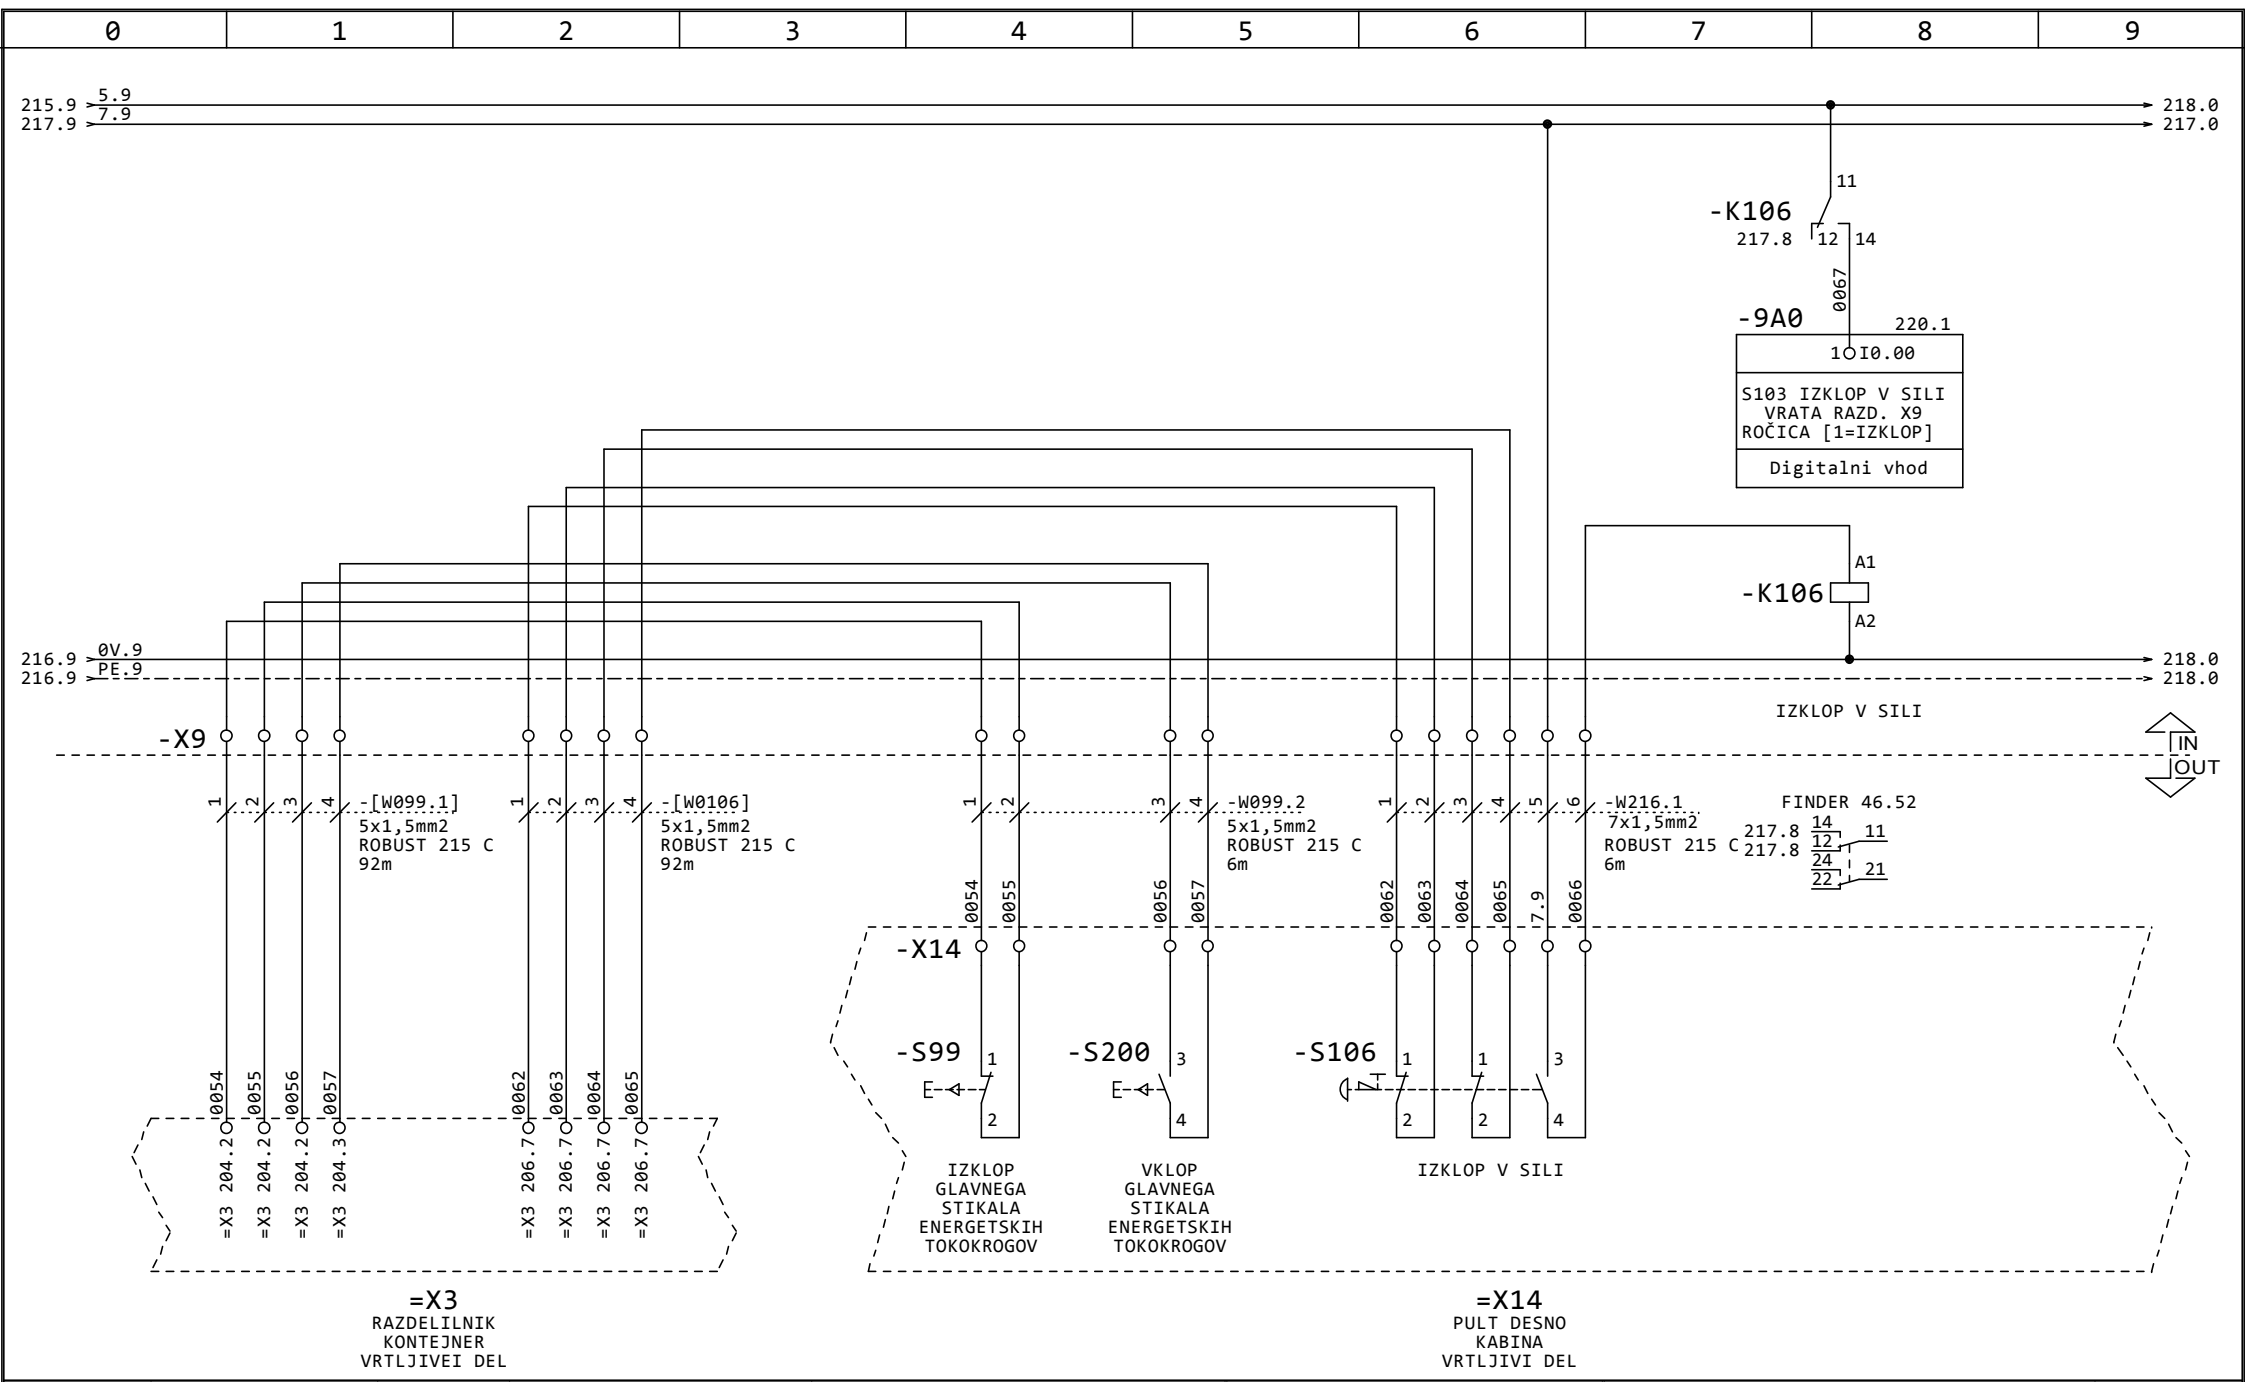 0 1 2 3 4 5 6 7 8 9
215.9 5.9 218.0
217.9 7.9 217.0
11
-K106
217.8 12 14
0067
-9A0 220.1
1 I0.00
S103 IZKLOP V SILI
VRATA RAZD. X9
ROČICA [1=IZKLOP]
Digitalni vhod
A1
-K106
A2
216.9 0V.9 218.0
216.9 PE.9 218.0
IZKLOP V SILI
-X9
IN
OUT
1 2 3 4 -[W099.1]
5x1,5mm2
ROBUST 215 C
92m
1 2 3 4 -[W0106]
5x1,5mm2
ROBUST 215 C
92m
1 2 3 4 -W099.2
5x1,5mm2
ROBUST 215 C
6m
1 2 3 4 5 6 -W216.1
7x1,5mm2
ROBUST 215 C
6m
FINDER 46.52
217.8 14 11
217.8 12
24 21
22
0054 0055 0056 0057 0062 0063 0064 0065 7.9 0066
-X14
-S99 1 2
-S200 3 4
-S106 1 2 1 2 3 4
0054 0055 0056 0057 0062 0063 0064 0065
=X3 204.2 =X3 204.2 =X3 204.2 =X3 204.3 =X3 206.7 =X3 206.7 =X3 206.7 =X3 206.7
IZKLOP
GLAVNEGA
STIKALA
ENERGETSKIH
TOKOKROGOV
VKLOP
GLAVNEGA
STIKALA
ENERGETSKIH
TOKOKROGOV
IZKLOP V SILI
=X3
RAZDELILNIK
KONTEJNER
VRTLJIVEI DEL
=X14
PULT DESNO
KABINA
VRTLJIVI DEL